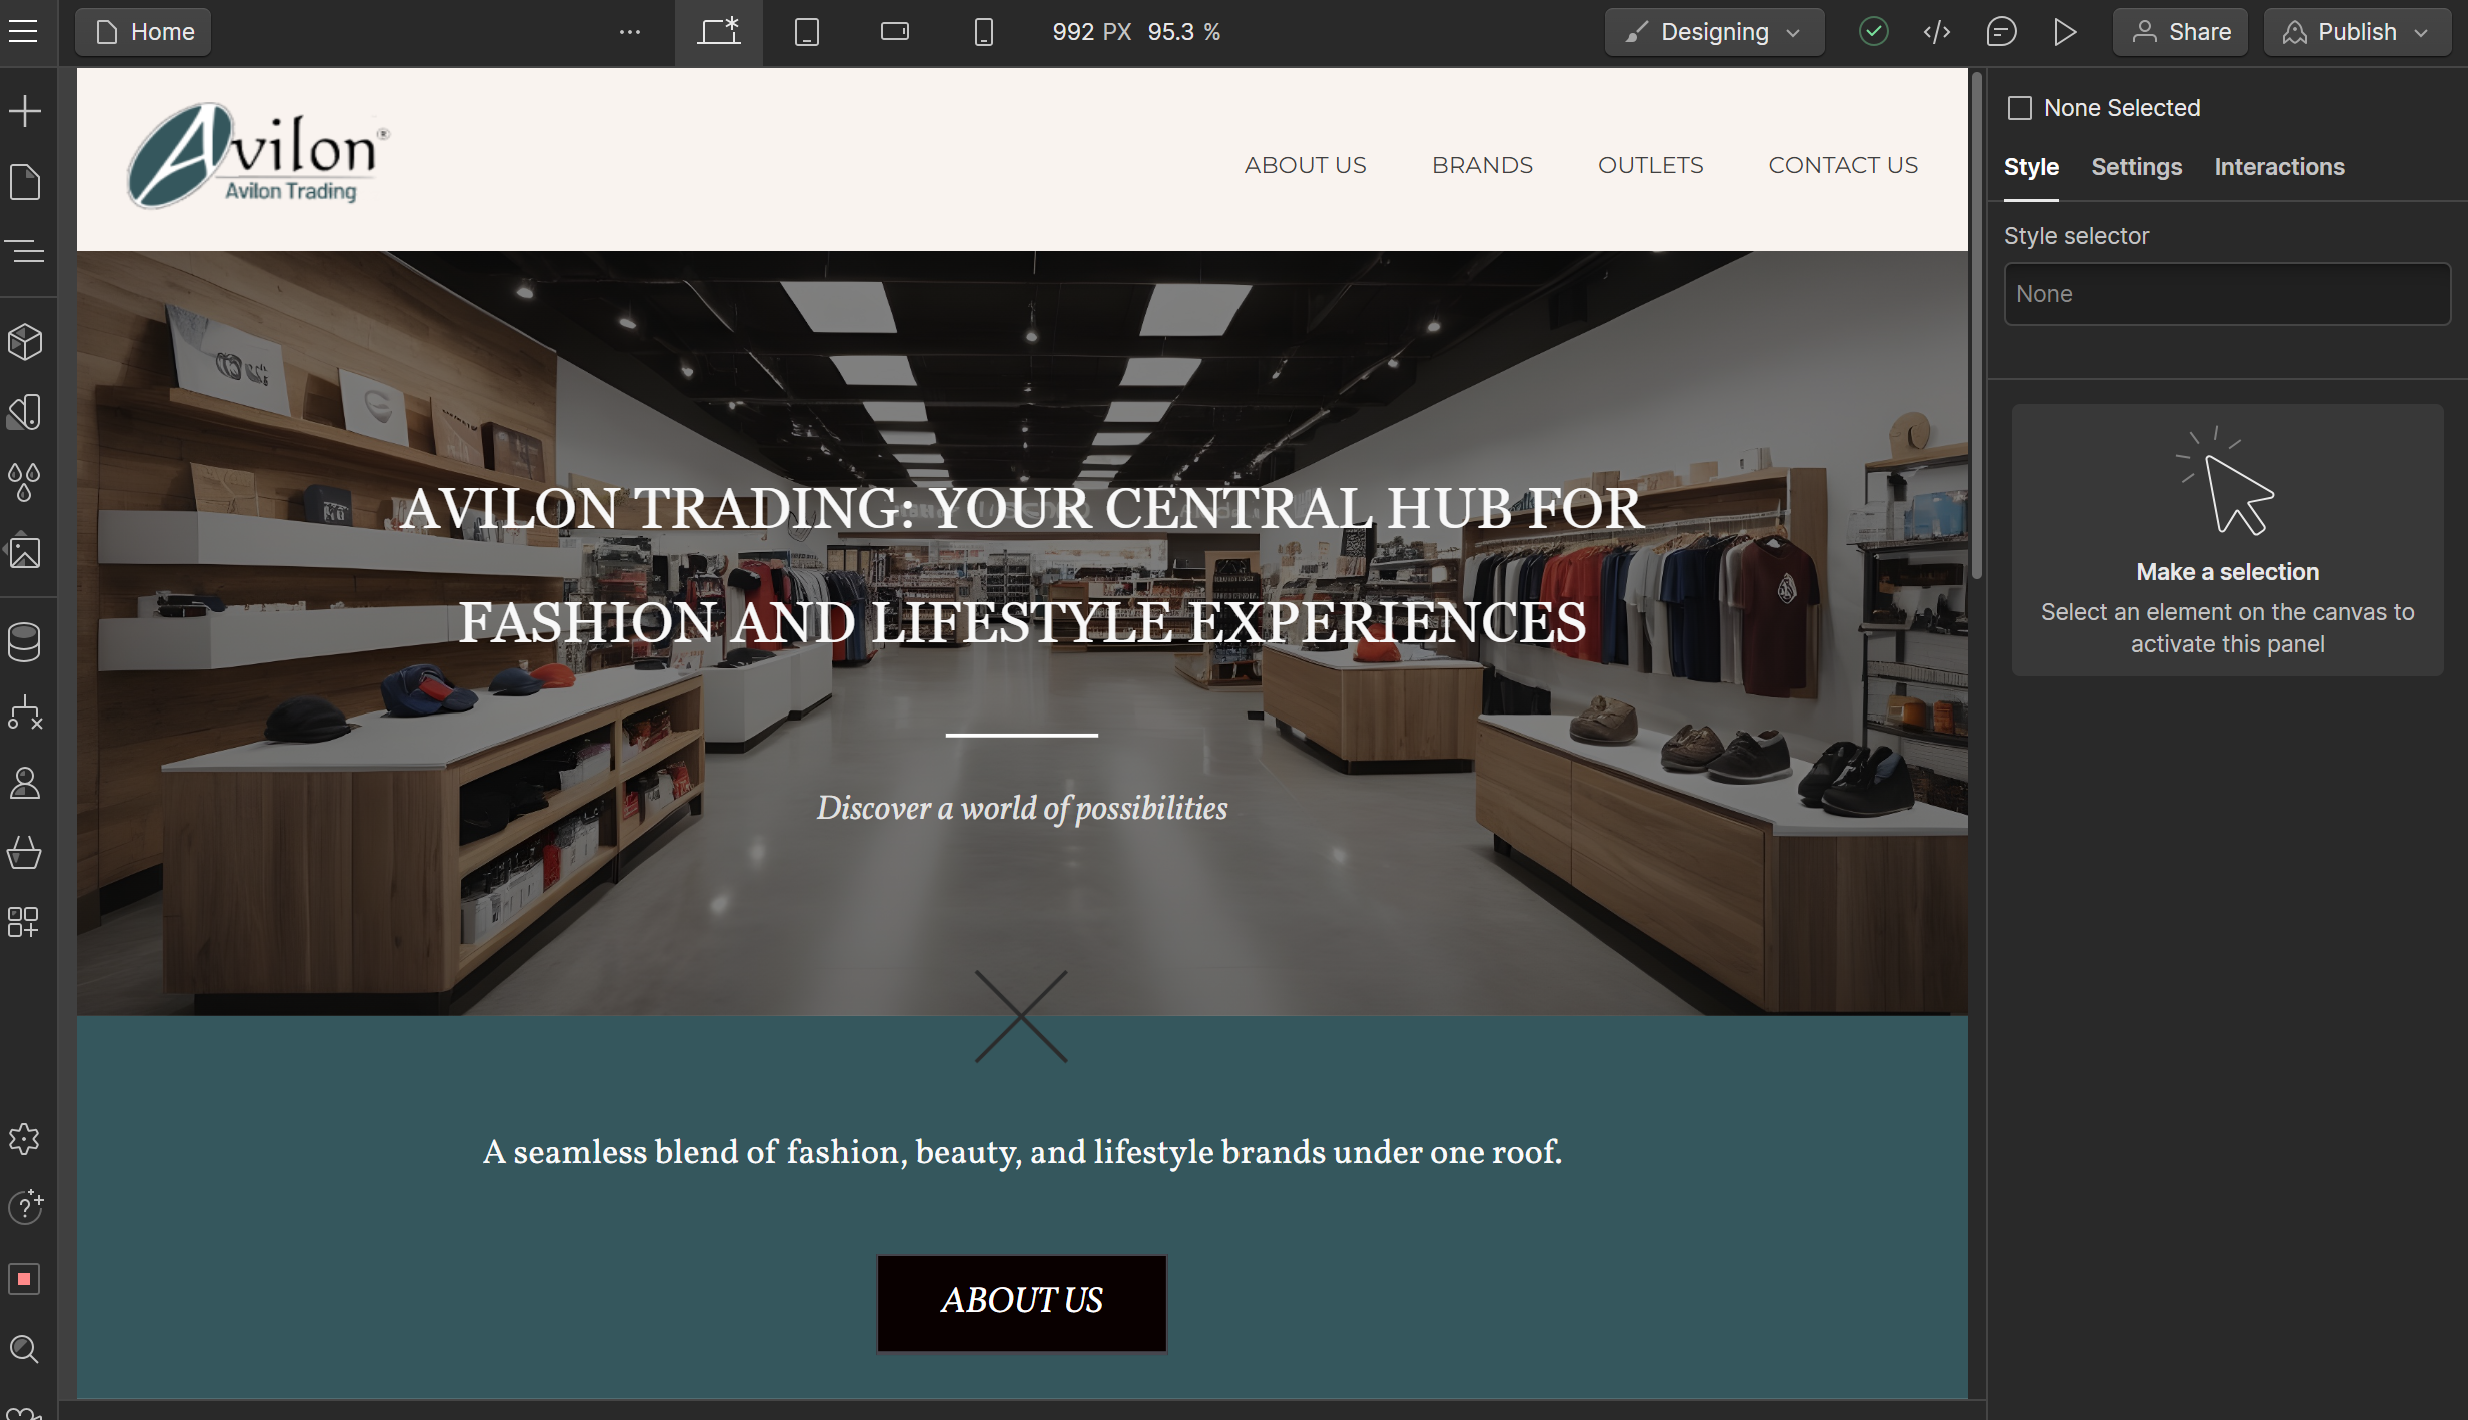 Home
992 PX 95.3 %
Designing
Share
Publish
Avilon®
Avilon Trading
ABOUT US
BRANDS
OUTLETS
CONTACT US
AVILON TRADING: YOUR CENTRAL HUB FOR
FASHION AND LIFESTYLE EXPERIENCES
Discover a world of possibilities
A seamless blend of fashion, beauty, and lifestyle brands under one roof.
ABOUT US
None Selected
Style Settings Interactions
Style selector
None
Make a selection
Select an element on the canvas to
activate this panel